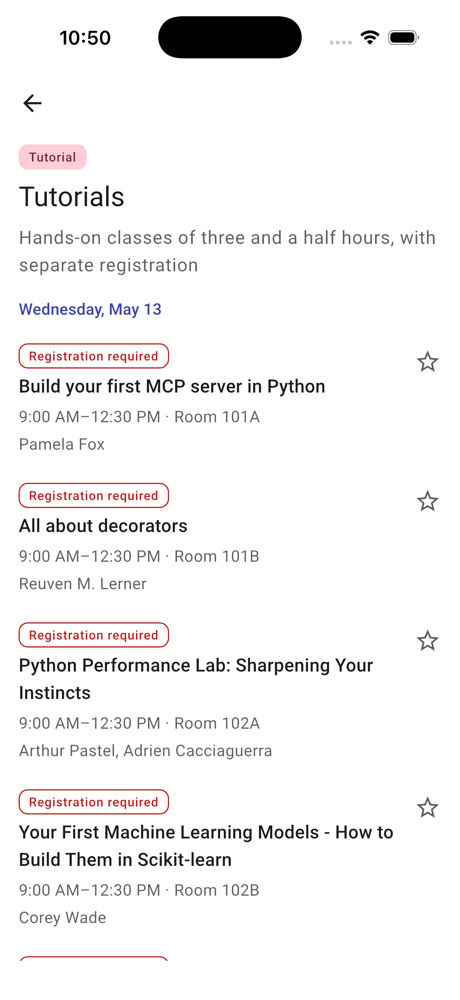 10:50
Tutorial
Tutorials
Hands-on classes of three and a half hours, with
separate registration
Wednesday, May 13
Registration required
Build your first MCP server in Python
9:00 AM–12:30 PM · Room 101A
Pamela Fox
Registration required
All about decorators
9:00 AM–12:30 PM · Room 101B
Reuven M. Lerner
Registration required
Python Performance Lab: Sharpening Your
Instincts
9:00 AM–12:30 PM · Room 102A
Arthur Pastel, Adrien Cacciaguerra
Registration required
Your First Machine Learning Models - How to
Build Them in Scikit-learn
9:00 AM–12:30 PM · Room 102B
Corey Wade